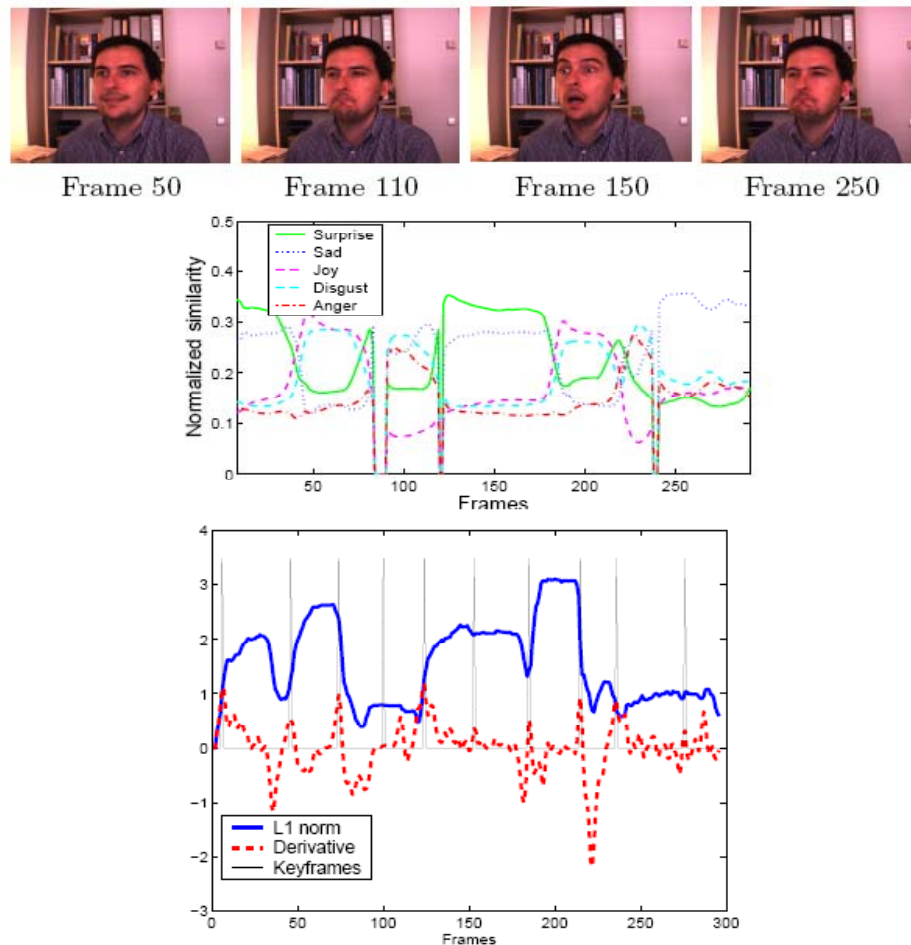 Frame 50 Frame 110 Frame 150 Frame 250
0.5
0.4
0.3
0.2
0.1
0
Normalized similarity
Surprise
Sad
Joy
Disgust
Anger
50 100 150 200 250
Frames
4
3
2
1
0
−1
−2
−3
L1 norm
Derivative
Keyframes
0 50 100 150 200 250 300
Frames